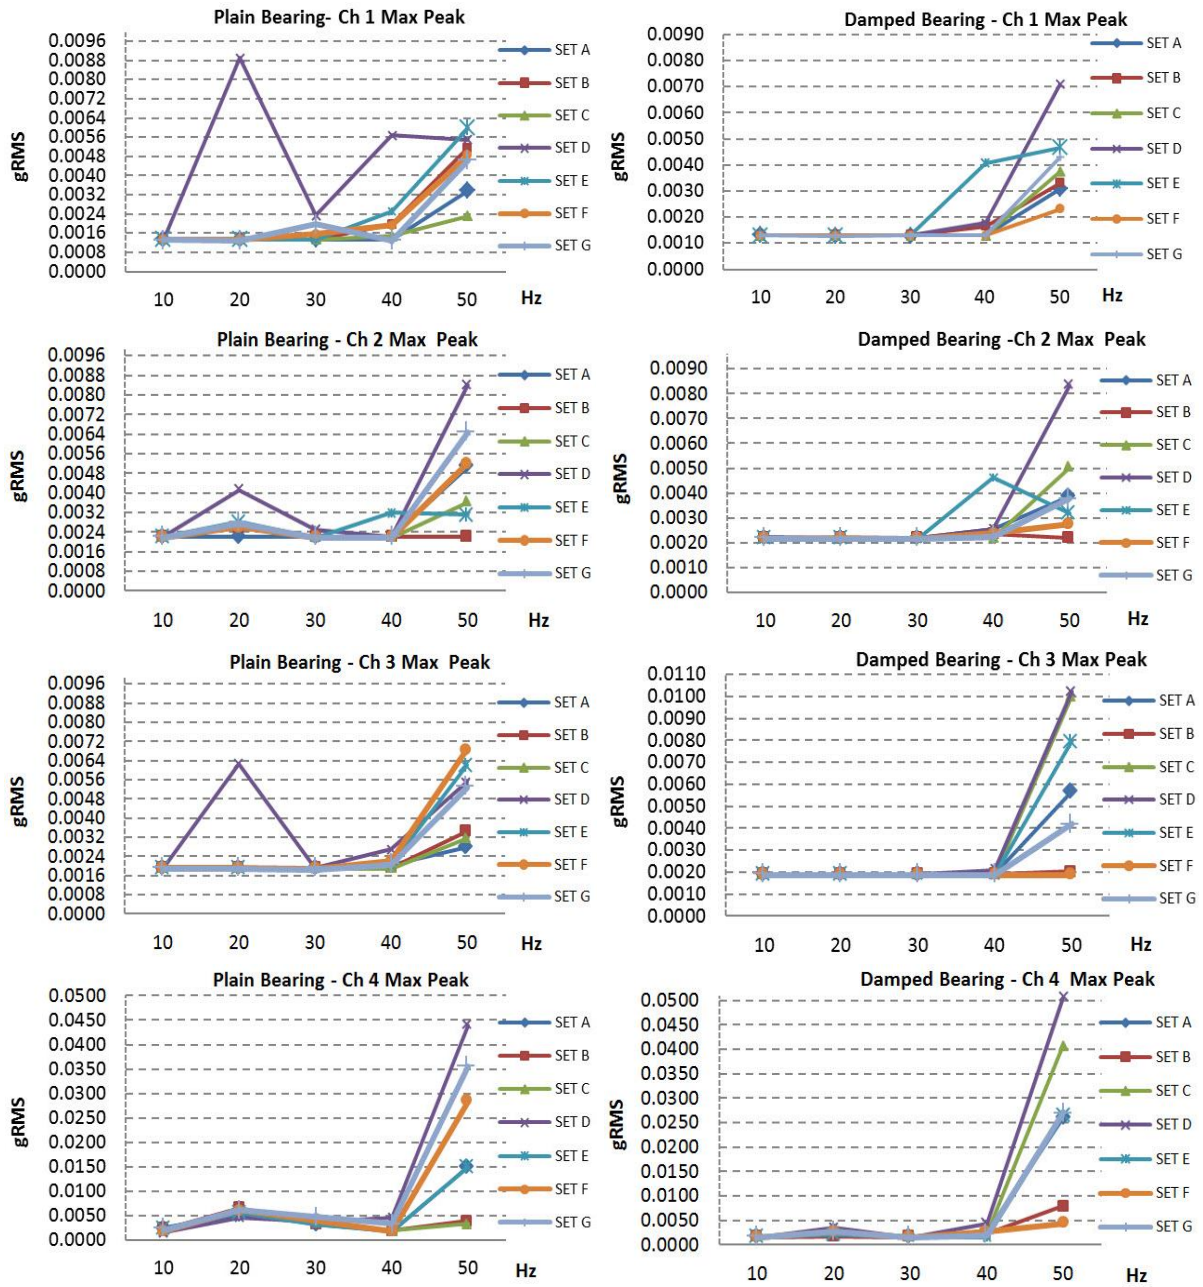 Plain Bearing- Ch 1 Max Peak
gRMS
0.0096
0.0088
0.0080
0.0072
0.0064
0.0056
0.0048
0.0040
0.0032
0.0024
0.0016
0.0008
0.0000
10 20 30 40 50 Hz
SET A
SET B
SET C
SET D
SET E
SET F
SET G
Damped Bearing - Ch 1 Max Peak
gRMS
0.0090
0.0080
0.0070
0.0060
0.0050
0.0040
0.0030
0.0020
0.0010
0.0000
10 20 30 40 50 Hz
SET A
SET B
SET C
SET D
SET E
SET F
SET G
Plain Bearing - Ch 2 Max Peak
gRMS
0.0096
0.0088
0.0080
0.0072
0.0064
0.0056
0.0048
0.0040
0.0032
0.0024
0.0016
0.0008
0.0000
10 20 30 40 50 Hz
SET A
SET B
SET C
SET D
SET E
SET F
SET G
Damped Bearing -Ch 2 Max Peak
gRMS
0.0090
0.0080
0.0070
0.0060
0.0050
0.0040
0.0030
0.0020
0.0010
0.0000
10 20 30 40 50 Hz
SET A
SET B
SET C
SET D
SET E
SET F
SET G
Plain Bearing - Ch 3 Max Peak
gRMS
0.0096
0.0088
0.0080
0.0072
0.0064
0.0056
0.0048
0.0040
0.0032
0.0024
0.0016
0.0008
0.0000
10 20 30 40 50 Hz
SET A
SET B
SET C
SET D
SET E
SET F
SET G
Damped Bearing - Ch 3 Max Peak
gRMS
0.0110
0.0100
0.0090
0.0080
0.0070
0.0060
0.0050
0.0040
0.0030
0.0020
0.0010
0.0000
10 20 30 40 50 Hz
SET A
SET B
SET C
SET D
SET E
SET F
SET G
Plain Bearing - Ch 4 Max Peak
gRMS
0.0500
0.0450
0.0400
0.0350
0.0300
0.0250
0.0200
0.0150
0.0100
0.0050
0.0000
10 20 30 40 50 Hz
SET A
SET B
SET C
SET D
SET E
SET F
SET G
Damped Bearing - Ch 4 Max Peak
gRMS
0.0500
0.0450
0.0400
0.0350
0.0300
0.0250
0.0200
0.0150
0.0100
0.0050
0.0000
10 20 30 40 50 Hz
SET A
SET B
SET C
SET D
SET E
SET F
SET G